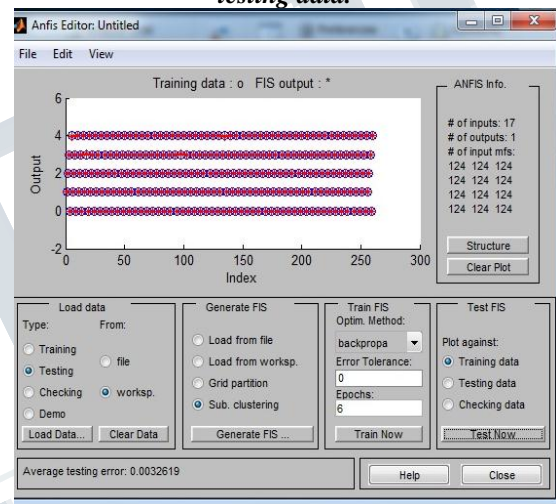 testing data.
Anfis Editor: Untitled
File Edit View
Training data : o FIS output : *
6
4
2
0
-2
Output
0 50 100 150 200 250 300
Index
ANFIS Info.
# of inputs: 17
# of outputs: 1
# of input mfs:
124 124 124
124 124 124
124 124 124
124 124 124
124 124 124
Structure
Clear Plot
Load data
Type: From:
Training
Testing
Checking
Demo
file
worksp.
Load Data... Clear Data
Generate FIS
Load from file
Load from worksp.
Grid partition
Sub. clustering
Generate FIS ...
Train FIS
Optim. Method:
backpropa
Error Tolerance:
0
Epochs:
6
Train Now
Test FIS
Plot against:
Training data
Testing data
Checking data
Test Now
Average testing error: 0.0032619
Help Close